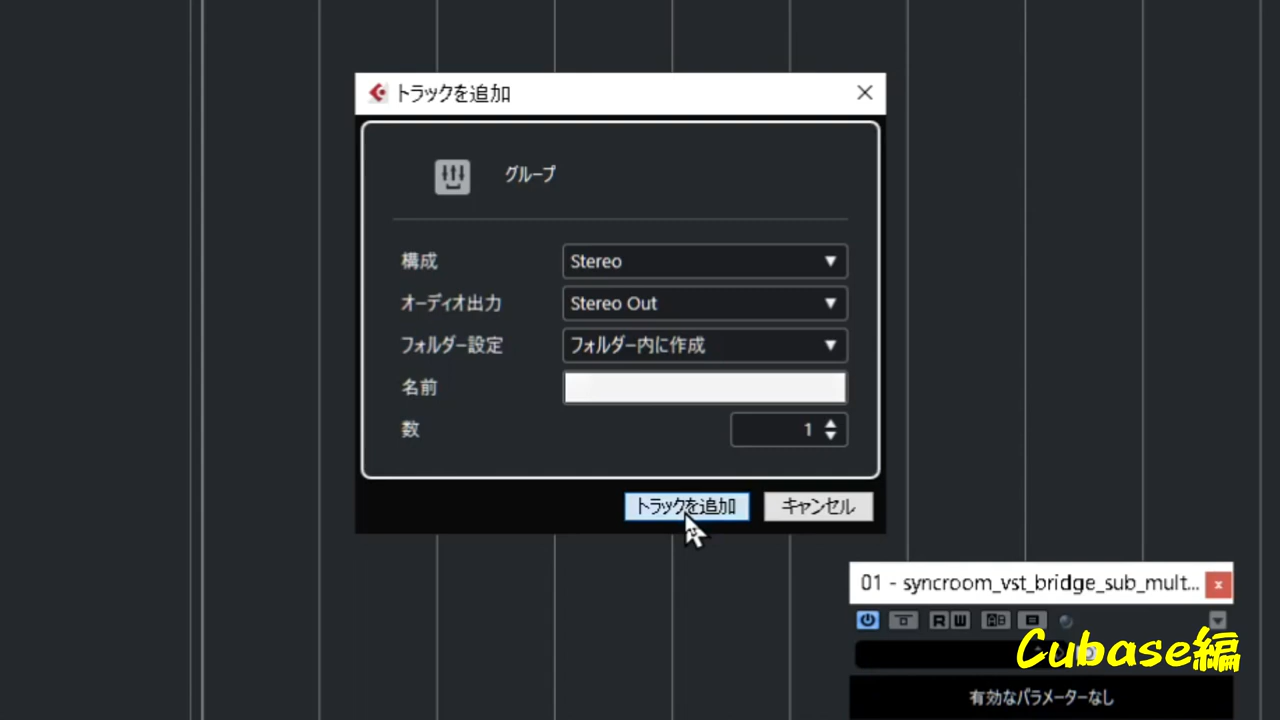 トラックを追加
グループ
構成 Stereo
オーディオ出力 Stereo Out
フォルダー設定 フォルダー内に作成
名前
数 1
トラックを追加 キャンセル
01 - syncroom_vst_bridge_sub_mult...
R W
Cubase編
有効なパラメーターなし